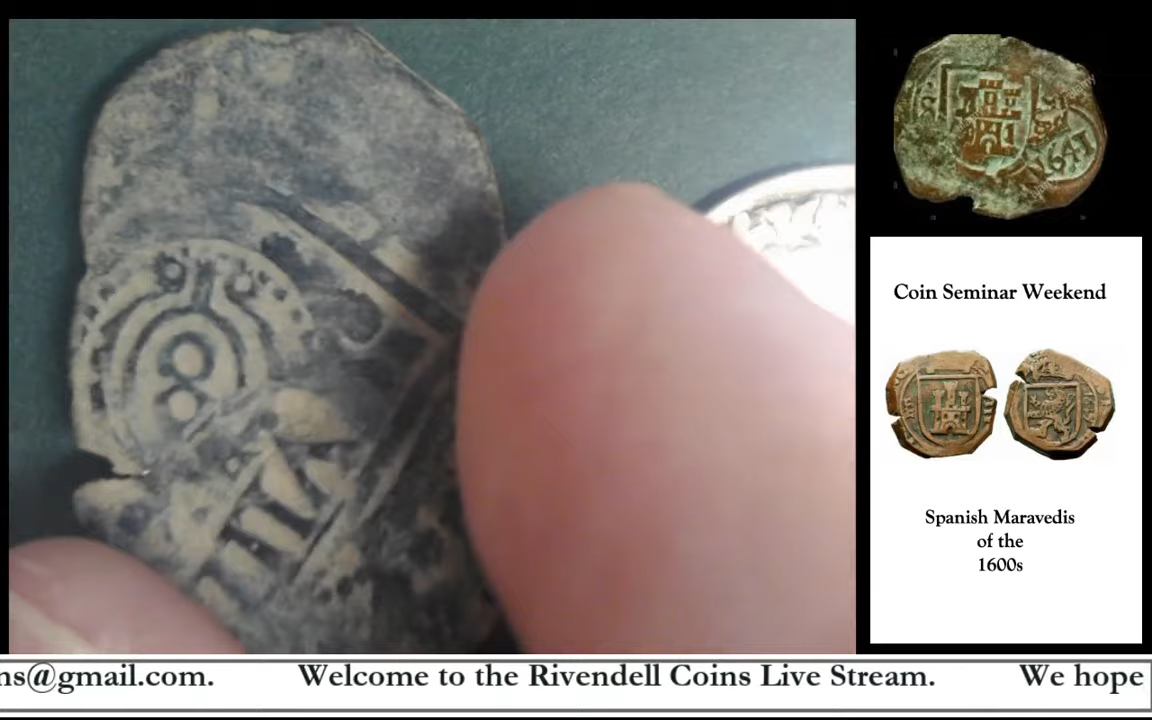 1641
Coin Seminar Weekend
Spanish Maravedis
of the
1600s
ns@gmail.com. Welcome to the Rivendell Coins Live Stream. We hope